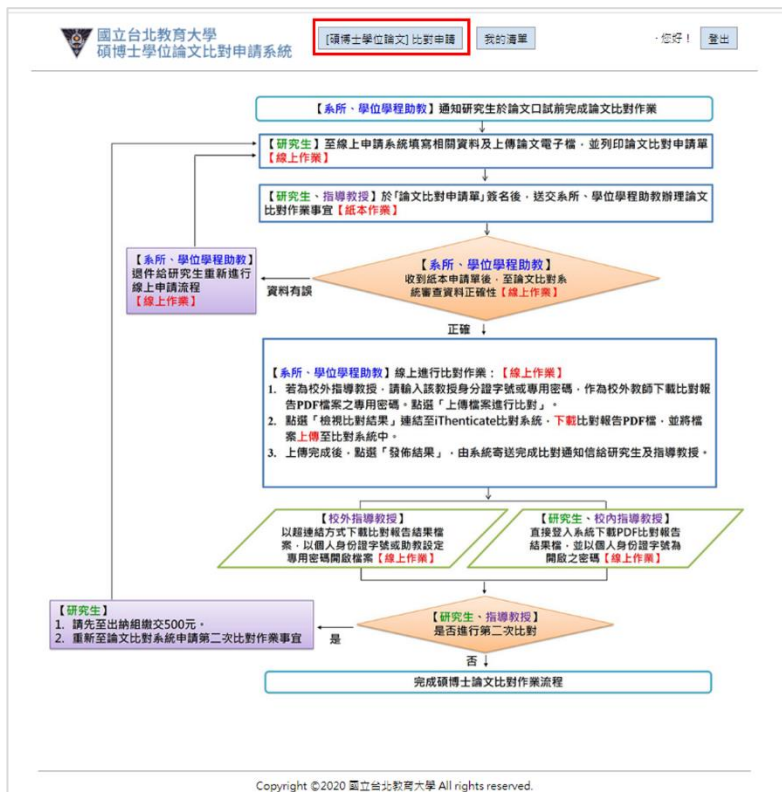 國立台北教育大學
碩博士學位論文比對申請系統
[碩博士學位論文] 比對申請
我的清單
，您好！
登出
【系所、學位學程助教】通知研究生於論文口試前完成論文比對作業
【研究生】至線上申請系統填寫相關資料及上傳論文電子檔，並列印論文比對申請單
【線上作業】
【研究生、指導教授】於「論文比對申請單」簽名後，送交系所、學位學程助教辦理論文
比對作業事宜【紙本作業】
【系所、學位學程助教】
退件給研究生重新進行
線上申請流程
【線上作業】
資料有誤
【系所、學位學程助教】
收到紙本申請單後，至論文比對系
統審查資料正確性【線上作業】
正確
【系所、學位學程助教】線上進行比對作業：【線上作業】
1. 若為校外指導教授，請輸入該教授身分證字號或專用密碼，作為校外教師下載比對報
告PDF檔案之專用密碼。點選「上傳檔案進行比對」。
2. 點選「檢視比對結果」連結至iThenticate比對系統，下載比對報告PDF檔，並將檔
案上傳至比對系統中。
3. 上傳完成後，點選「發佈結果」，由系統寄送完成比對通知信給研究生及指導教授。
【校外指導教授】
以超連結方式下載比對報告結果檔
案，以個人身份證字號或助教設定
專用密碼開啟檔案【線上作業】
【研究生、校內指導教授】
直接登入系統下載PDF比對報告
結果檔，並以個人身份證字號為
開啟之密碼【線上作業】
【研究生】
1. 請先至出納組繳交500元。
2. 重新至論文比對系統申請第二次比對作業事宜
是
【研究生、指導教授】
是否進行第二次比對
否
完成碩博士論文比對作業流程
Copyright ©2020 國立台北教育大學 All rights reserved.